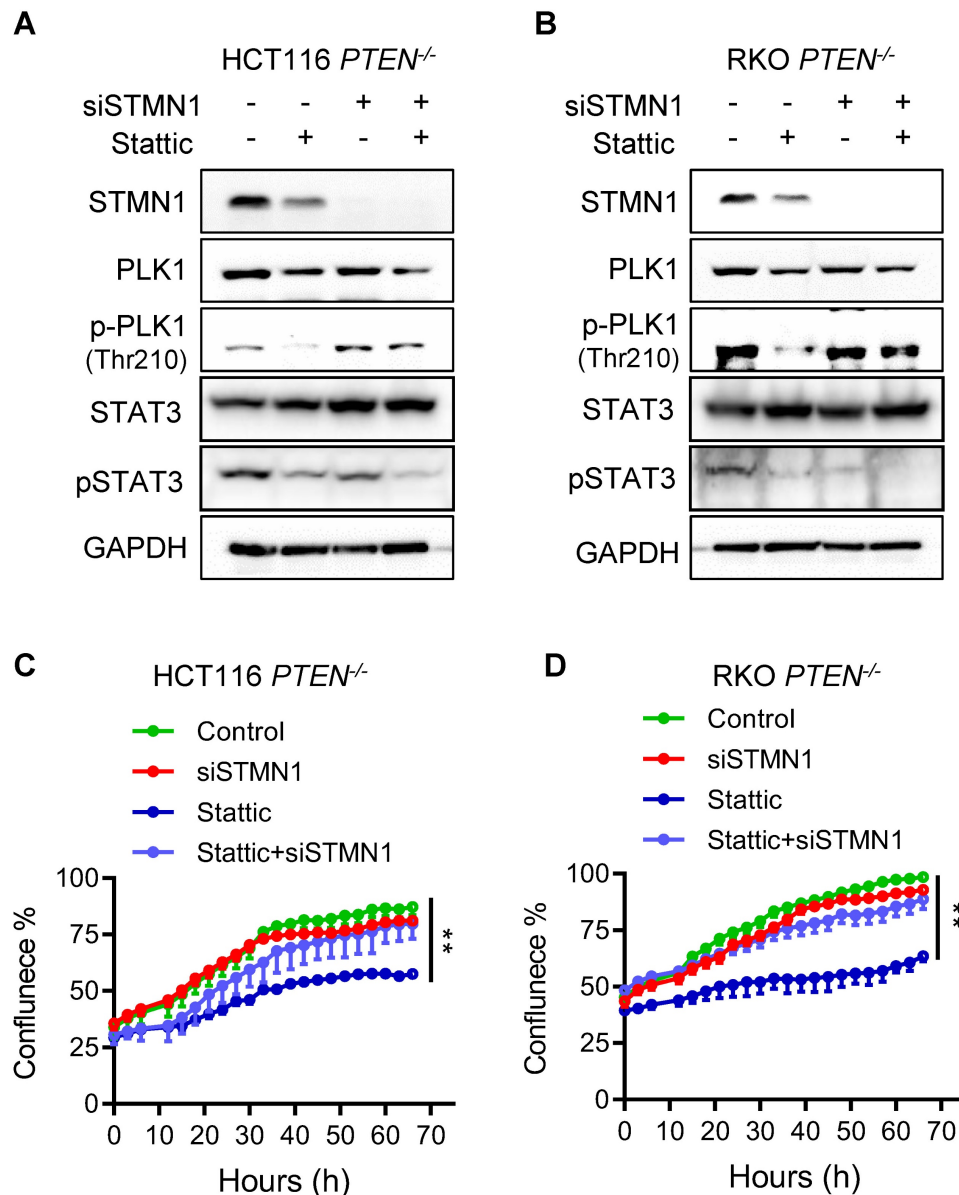 A
HCT116 PTEN-/-
siSTMN1 - - + +
Stattic - + - +
STMN1
PLK1
p-PLK1
(Thr210)
STAT3
pSTAT3
GAPDH
B
RKO PTEN-/-
siSTMN1 - - + +
Stattic - + - +
STMN1
PLK1
p-PLK1
(Thr210)
STAT3
pSTAT3
GAPDH
C
HCT116 PTEN-/-
Control
siSTMN1
Stattic
Stattic+siSTMN1
Conflunece %
100
75
50
25
0
**
0 10 20 30 40 50 60 70
Hours (h)
D
RKO PTEN-/-
Control
siSTMN1
Stattic
Stattic+siSTMN1
Conflunece %
100
75
50
25
0
**
0 10 20 30 40 50 60 70
Hours (h)